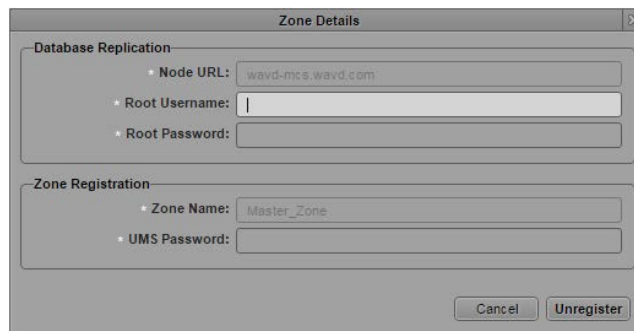 Zone Details
Database Replication
* Node URL: wavd-mcs.wavd.com
* Root Username:
* Root Password:
Zone Registration
* Zone Name: Master_Zone
* UMS Password:
Cancel Unregister